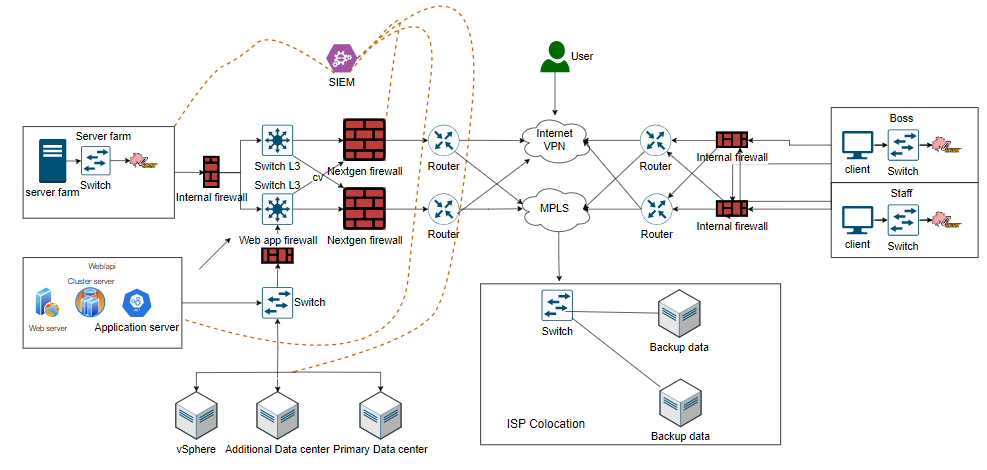 SIEM
User
Server farm
server farm
Switch
Internal firewall
Switch L3
Switch L3
cv
Nextgen firewall
Router
Internet
VPN
Router
Internal firewall
Boss
client
Switch
Web app firewall
Nextgen firewall
Router
MPLS
Router
Internal firewall
Staff
client
Switch
Web/api
Cluster server
Web server
Application server
Switch
Switch
Backup data
Backup data
ISP Colocation
vSphere
Additional Data center
Primary Data center